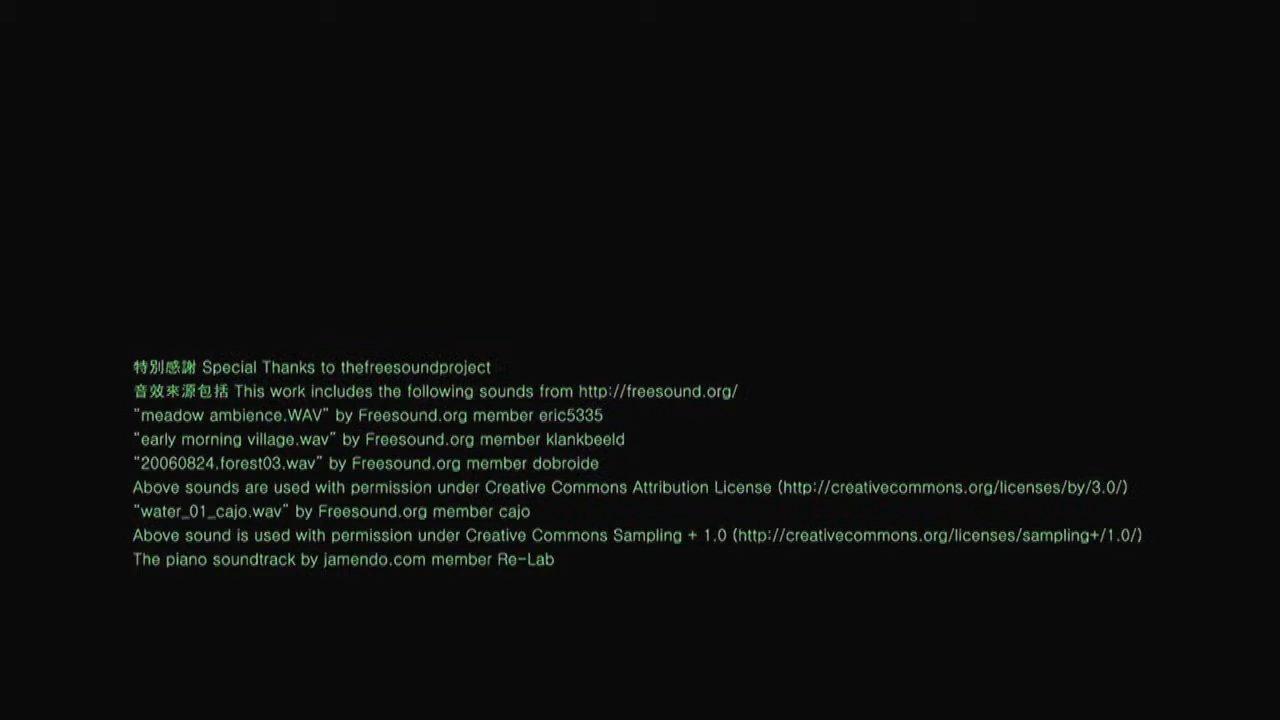 特別感謝 Special Thanks to thefreesoundproject
音效來源包括 This work includes the following sounds from http://freesound.org/
"meadow ambience.WAV" by Freesound.org member eric5335
"early morning village.wav" by Freesound.org member klankbeeld
"20060824.forest03.wav" by Freesound.org member dobroide
Above sounds are used with permission under Creative Commons Attribution License (http://creativecommons.org/licenses/by/3.0/)
"water_01_cajo.wav" by Freesound.org member cajo
Above sound is used with permission under Creative Commons Sampling + 1.0 (http://creativecommons.org/licenses/sampling+/1.0/)
The piano soundtrack by jamendo.com member Re-Lab